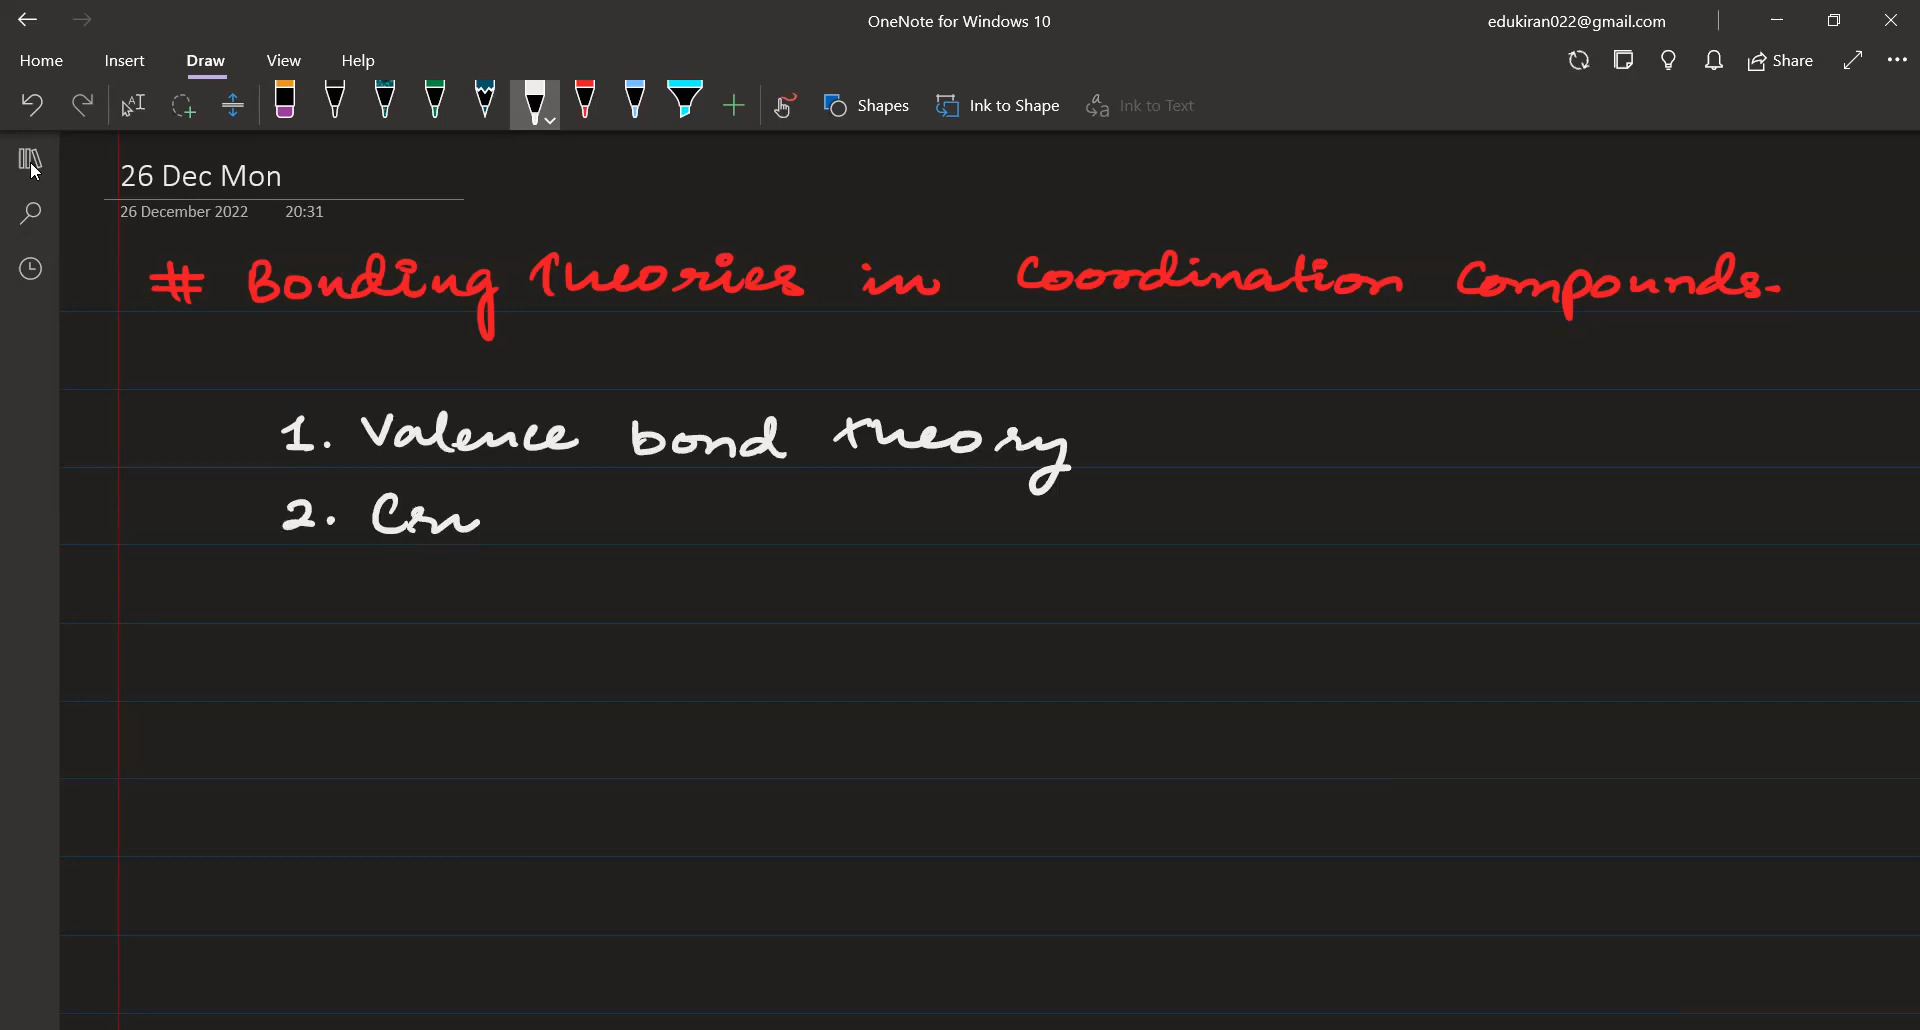 OneNote for Windows 10
edukiran022@gmail.com
Home Insert Draw View Help
Share
Shapes Ink to Shape Ink to Text
26 Dec Mon
26 December 2022 20:31
# Bonding Theories in Coordination Compounds.
1. Valence bond theory
2.